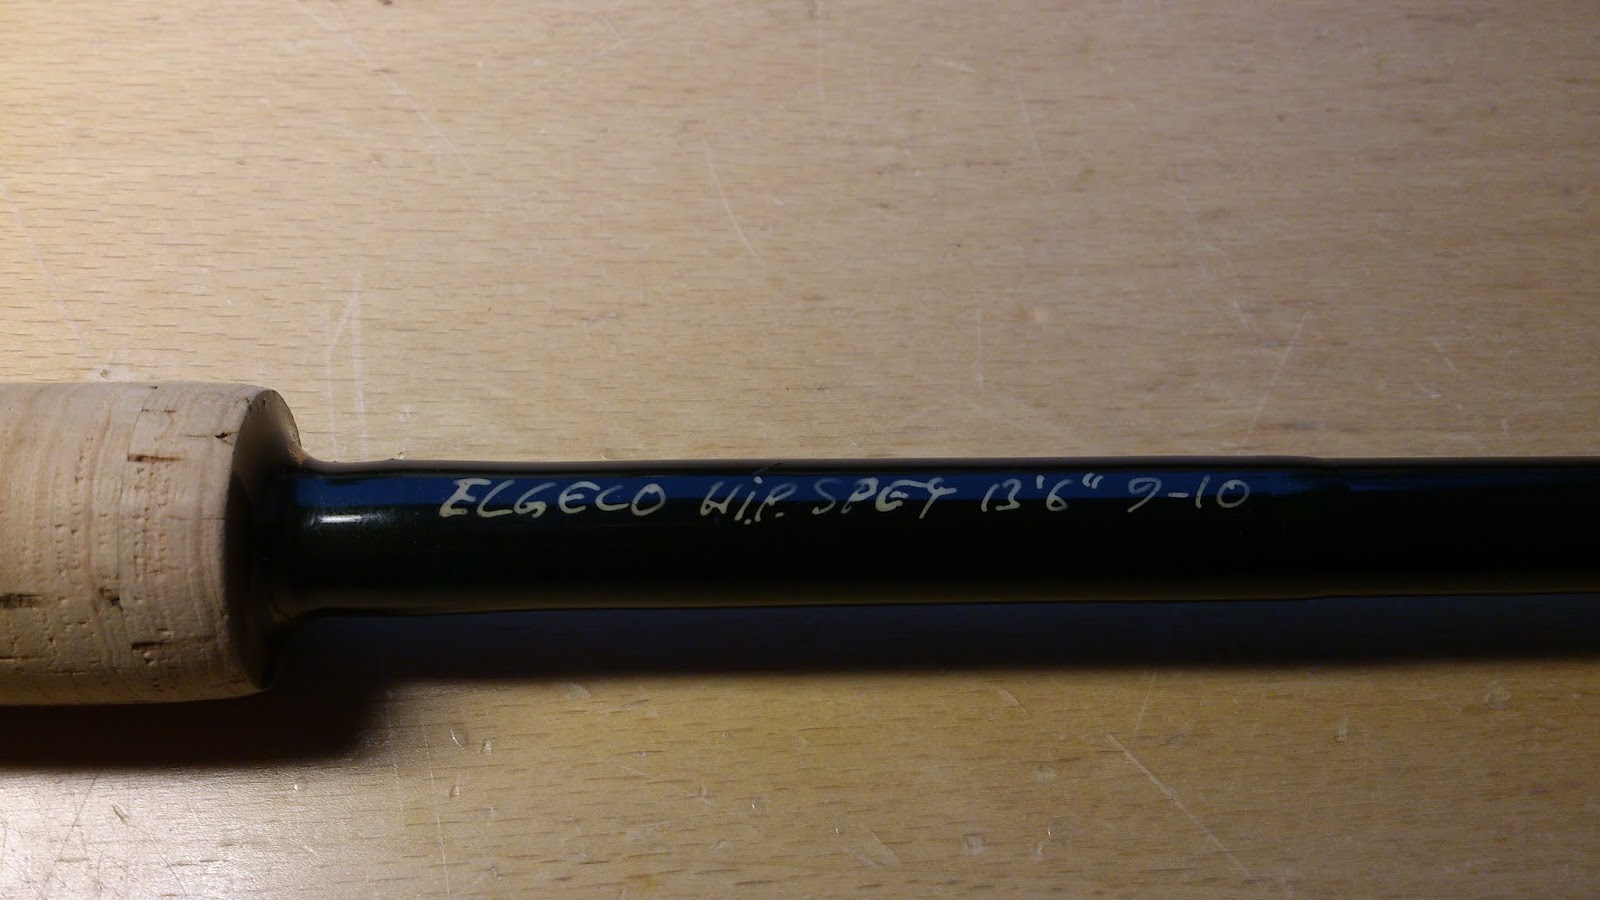 ELGECO H.i.P. SPEY 13'6" 9-10